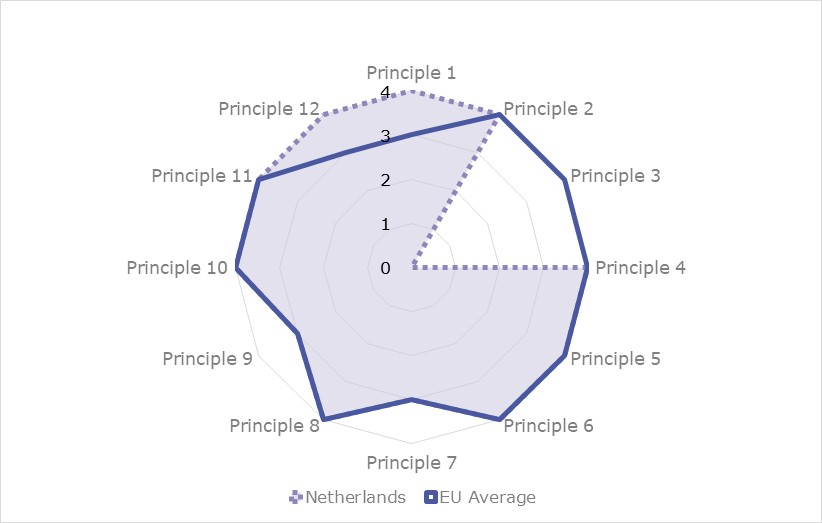 Principle 1
Principle 2
Principle 3
Principle 4
Principle 5
Principle 6
Principle 7
Principle 8
Principle 9
Principle 10
Principle 11
Principle 12
4
3
2
1
0
Netherlands
EU Average